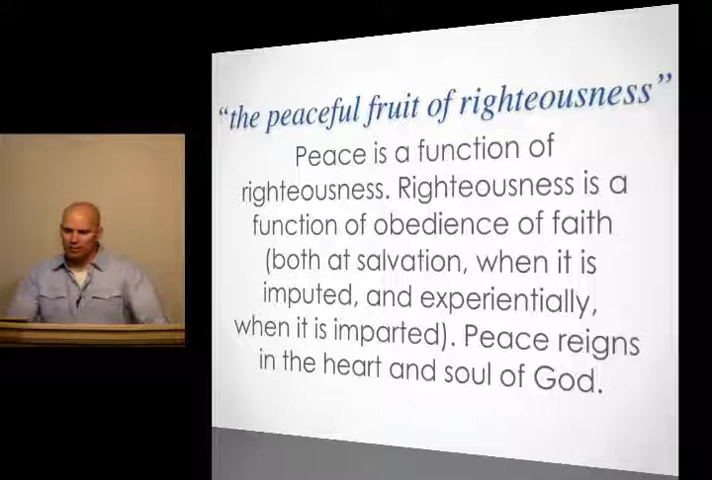 “the peaceful fruit of righteousness”
Peace is a function of
righteousness. Righteousness is a
function of obedience of faith
(both at salvation, when it is
imputed, and experientially,
when it is imparted). Peace reigns
in the heart and soul of God.